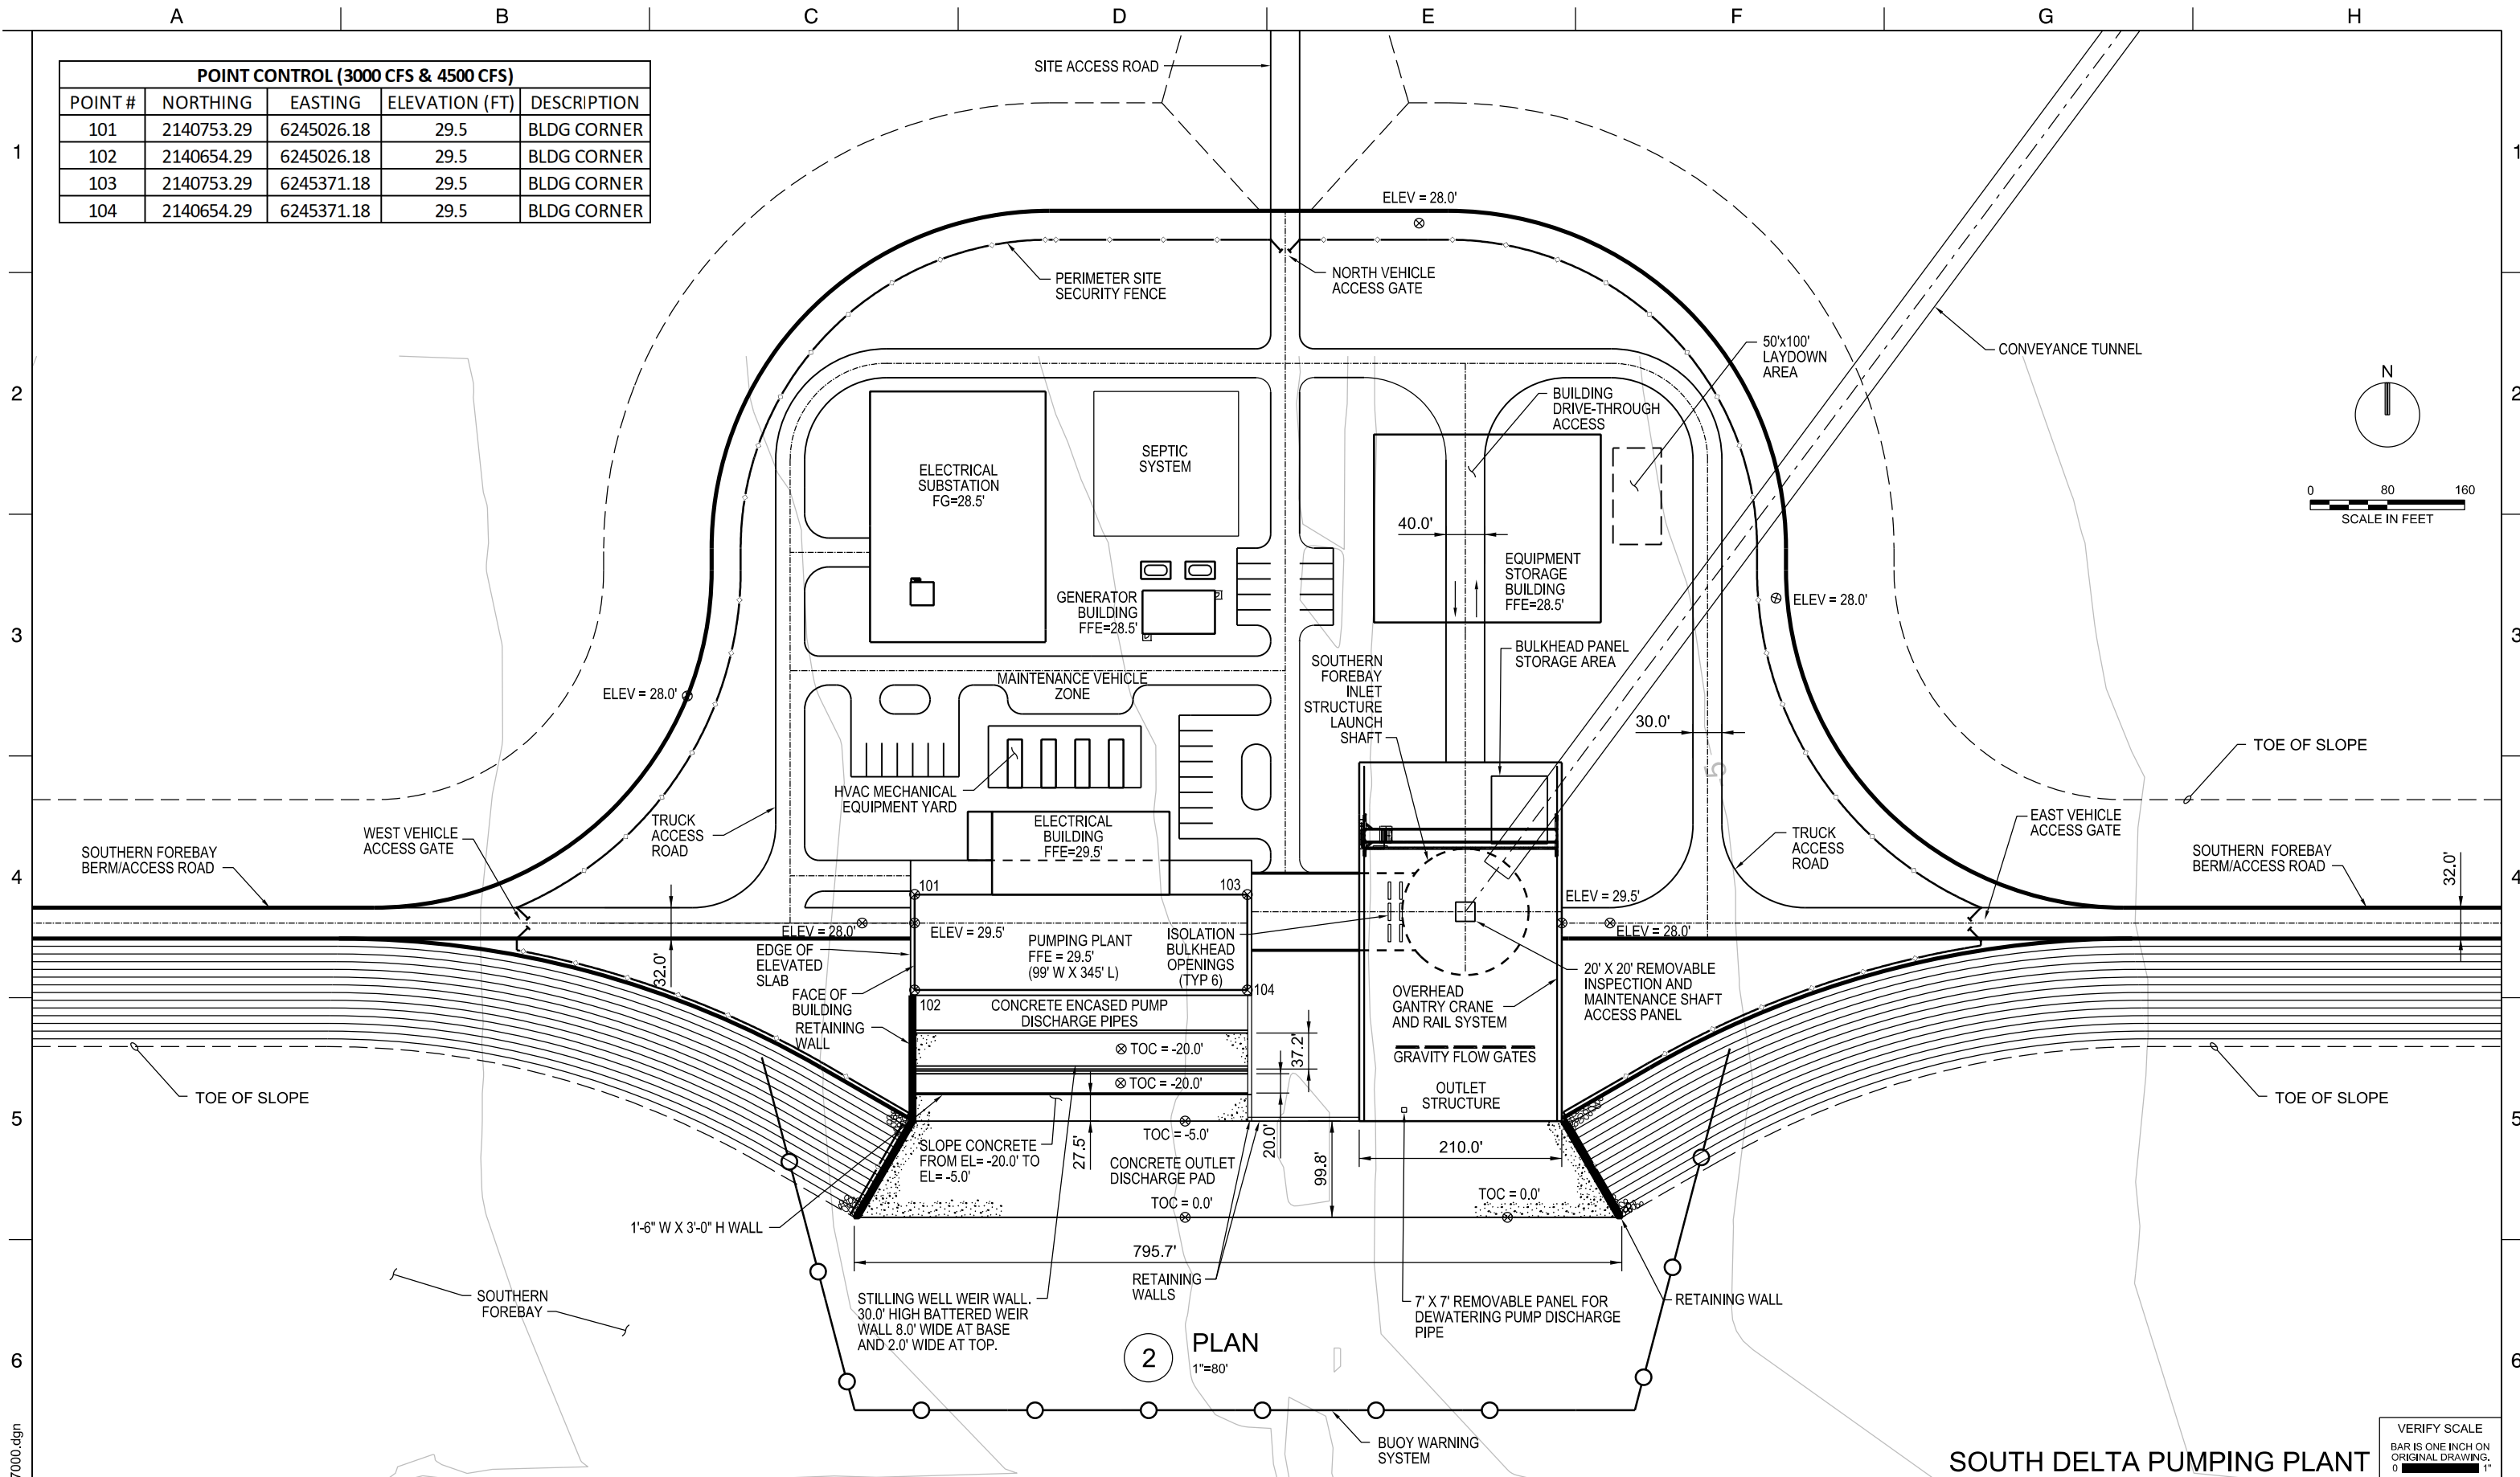 A B C D E F G H
POINT CONTROL (3000 CFS & 4500 CFS)
POINT # NORTHING EASTING ELEVATION (FT) DESCRIPTION
101 2140753.29 6245026.18 29.5 BLDG CORNER
102 2140654.29 6245026.18 29.5 BLDG CORNER
103 2140753.29 6245371.18 29.5 BLDG CORNER
104 2140654.29 6245371.18 29.5 BLDG CORNER
1
1
2
2
3
3
4
4
5
5
6
6
SITE ACCESS ROAD
ELEV = 28.0'
PERIMETER SITE
SECURITY FENCE
NORTH VEHICLE
ACCESS GATE
50'x100'
LAYDOWN
AREA
CONVEYANCE TUNNEL
N
0 80 160
SCALE IN FEET
BUILDING
DRIVE-THROUGH
ACCESS
ELECTRICAL
SUBSTATION
FG=28.5'
SEPTIC
SYSTEM
40.0'
EQUIPMENT
STORAGE
BUILDING
FFE=28.5'
GENERATOR
BUILDING
FFE=28.5'
ELEV = 28.0'
BULKHEAD PANEL
STORAGE AREA
SOUTHERN
FOREBAY
INLET
STRUCTURE
LAUNCH
SHAFT
MAINTENANCE VEHICLE
ZONE
ELEV = 28.0'
30.0'
5
TOE OF SLOPE
HVAC MECHANICAL
EQUIPMENT YARD
TRUCK
ACCESS
ROAD
WEST VEHICLE
ACCESS GATE
SOUTHERN FOREBAY
BERM/ACCESS ROAD
ELECTRICAL
BUILDING
FFE=29.5'
TRUCK
ACCESS
ROAD
EAST VEHICLE
ACCESS GATE
SOUTHERN FOREBAY
BERM/ACCESS ROAD
32.0'
101
103
ELEV = 29.5'
ELEV = 28.0'
ELEV = 29.5'
ELEV = 28.0'
PUMPING PLANT
FFE = 29.5'
(99' W X 345' L)
ISOLATION
BULKHEAD
OPENINGS
(TYP 6)
EDGE OF
ELEVATED
SLAB
32.0'
FACE OF
BUILDING
RETAINING
WALL
102
104
CONCRETE ENCASED PUMP
DISCHARGE PIPES
OVERHEAD
GANTRY CRANE
AND RAIL SYSTEM
20' X 20' REMOVABLE
INSPECTION AND
MAINTENANCE SHAFT
ACCESS PANEL
TOC = -20.0'
37.2'
GRAVITY FLOW GATES
TOC = -20.0'
OUTLET
STRUCTURE
TOE OF SLOPE
TOE OF SLOPE
TOC = -5.0'
27.5'
20.0'
210.0'
SLOPE CONCRETE
FROM EL= -20.0' TO
EL= -5.0'
CONCRETE OUTLET
DISCHARGE PAD
99.8'
TOC = 0.0'
TOC = 0.0'
1'-6" W X 3'-0" H WALL
795.7'
RETAINING
WALLS
SOUTHERN
FOREBAY
STILLING WELL WEIR WALL.
30.0' HIGH BATTERED WEIR
WALL 8.0' WIDE AT BASE
AND 2.0' WIDE AT TOP.
7' X 7' REMOVABLE PANEL FOR
DEWATERING PUMP DISCHARGE
PIPE
RETAINING WALL
2 PLAN
1"=80'
BUOY WARNING
SYSTEM
SOUTH DELTA PUMPING PLANT
VERIFY SCALE
BAR IS ONE INCH ON
ORIGINAL DRAWING.
0 1"
7000.dgn